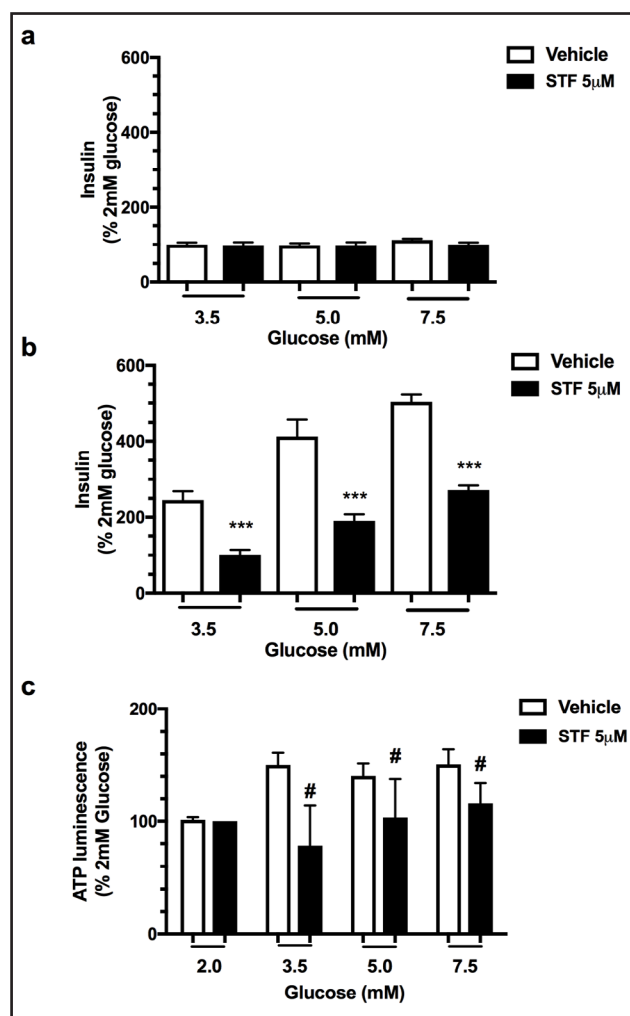 a
Vehicle
STF 5μM
Insulin
(% 2mM glucose)
600
400
200
0
3.5 5.0 7.5
Glucose (mM)
b
Vehicle
STF 5μM
Insulin
(% 2mM glucose)
600
400
200
0
*** *** ***
3.5 5.0 7.5
Glucose (mM)
c
Vehicle
STF 5μM
ATP luminescence
(% 2mM Glucose)
200
100
0
# # #
2.0 3.5 5.0 7.5
Glucose (mM)